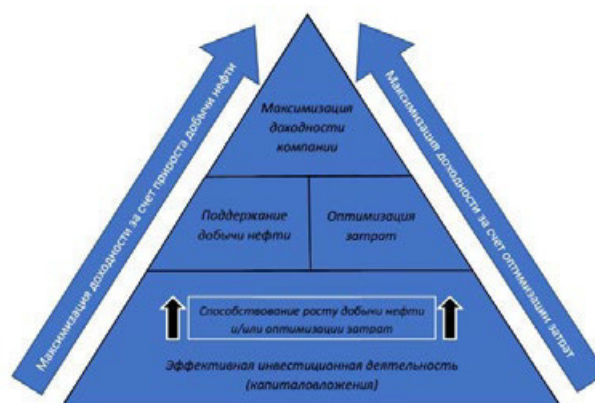 Максимизация доходности за счет прироста добычи нефти
Максимизация
доходности
компании
Максимизация доходности за счет оптимизации затрат
Поддержание
добычи нефти
Оптимизация
затрат
Способствование росту добычи нефти
и/или оптимизации затрат
Эффективная инвестиционная деятельность
(капиталовложения)